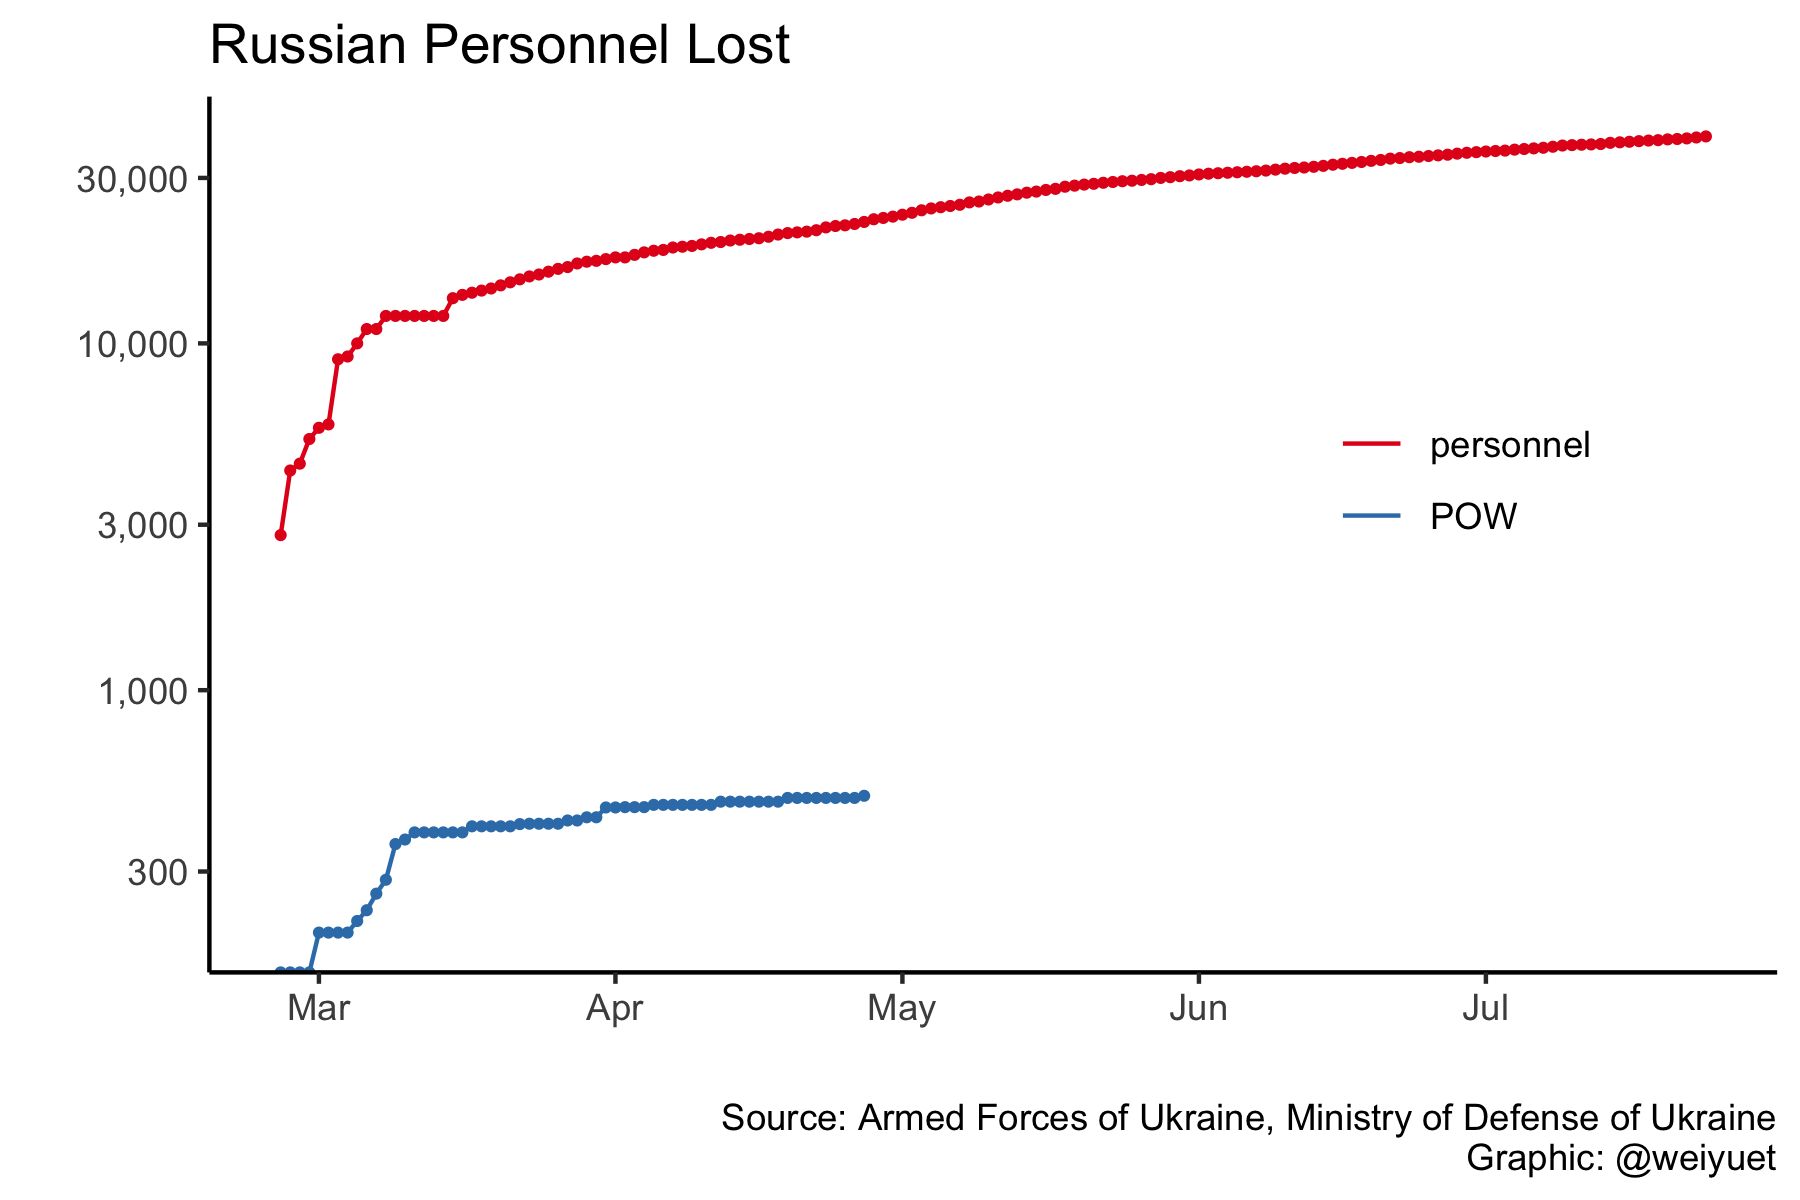 Russian Personnel Lost
30,000
10,000
3,000
1,000
300
personnel
POW
Mar
Apr
May
Jun
Jul
Source: Armed Forces of Ukraine, Ministry of Defense of Ukraine
Graphic: @weiyuet